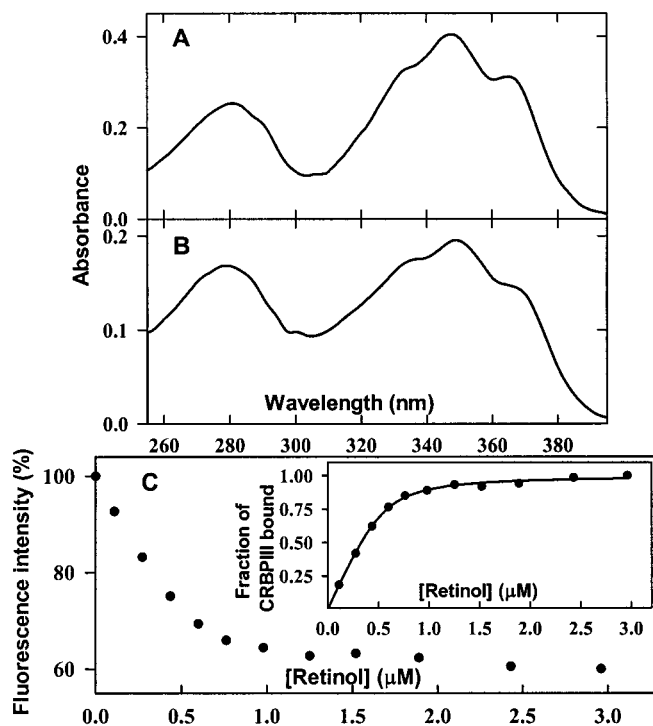 0.4
A
0.2
0.0
Absorbance
0.2
B
0.1
0.0
Wavelength (nm)
260 280 300 320 340 360 380
Fluorescence intensity (%)
100
80
60
C
Fraction of
CRBPIII bound
1.00
0.75
0.50
0.25
[Retinol] (μM)
0.0 0.5 1.0 1.5 2.0 2.5 3.0
[Retinol] (μM)
0.0 0.5 1.0 1.5 2.0 2.5 3.0